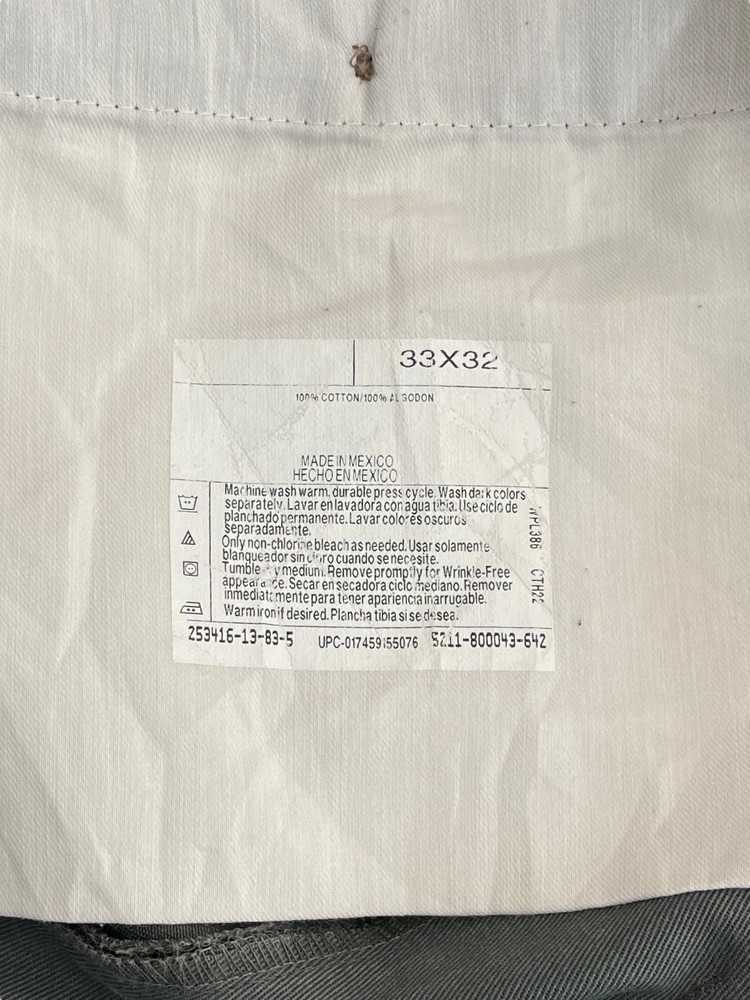 33X32
100% COTTON/100% ALGODON
MADE IN MEXICO
HECHO EN MEXICO
Machine wash warm, durable press cycle. Wash dark colors
separately. Lavar en lavadora con agua tibia. Use ciclo de
planchado permanente. Lavar colores oscuros
separadamente.
Only non-chlorine bleach as needed. Usar solamente
blanqueador sin cloro cuando se necesite.
Tumble dry medium. Remove promptly for Wrinkle-Free
appearance. Secar en secadora ciclo mediano. Remover
inmediatamente para tener apariencia inarrugable.
Warm iron if desired. Plancha tibia si se desea.
WPL386 CTH22
253416-13-83-5 UPC-017459155076 5211-800043-642